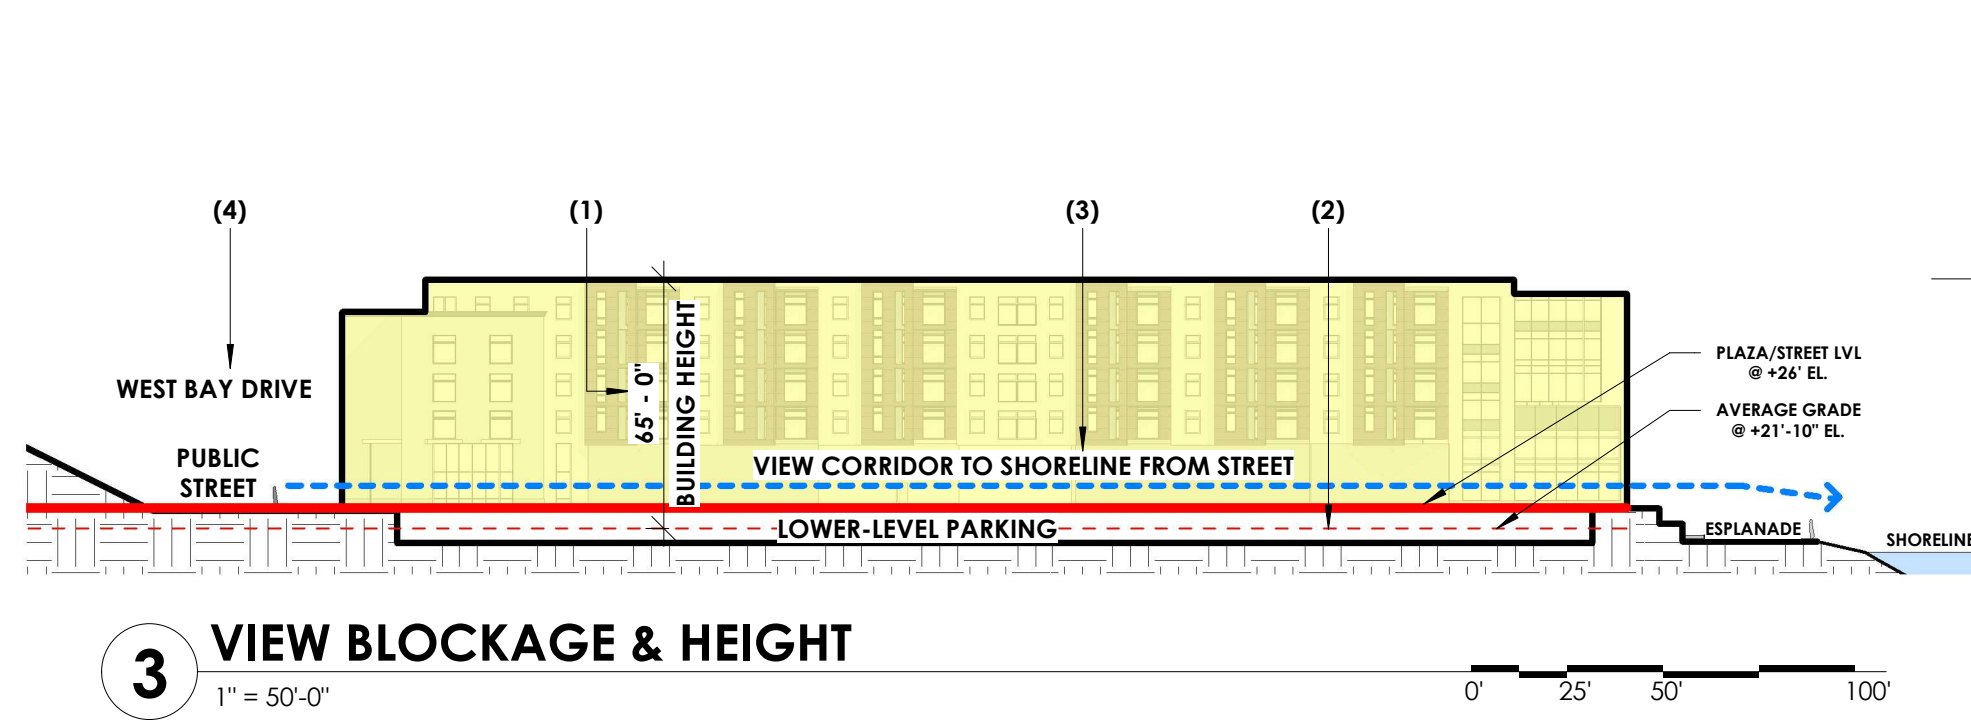 (4)
(1)
(3)
(2)
65' - 0"
BUILDING HEIGHT
PLAZA/STREET LVL
@ +26' EL.
WEST BAY DRIVE
AVERAGE GRADE
@ +21'-10" EL.
PUBLIC
STREET
VIEW CORRIDOR TO SHORELINE FROM STREET
LOWER-LEVEL PARKING
ESPLANADE
SHORELINE
3
VIEW BLOCKAGE & HEIGHT
1" = 50'-0"
0'
25'
50'
100'